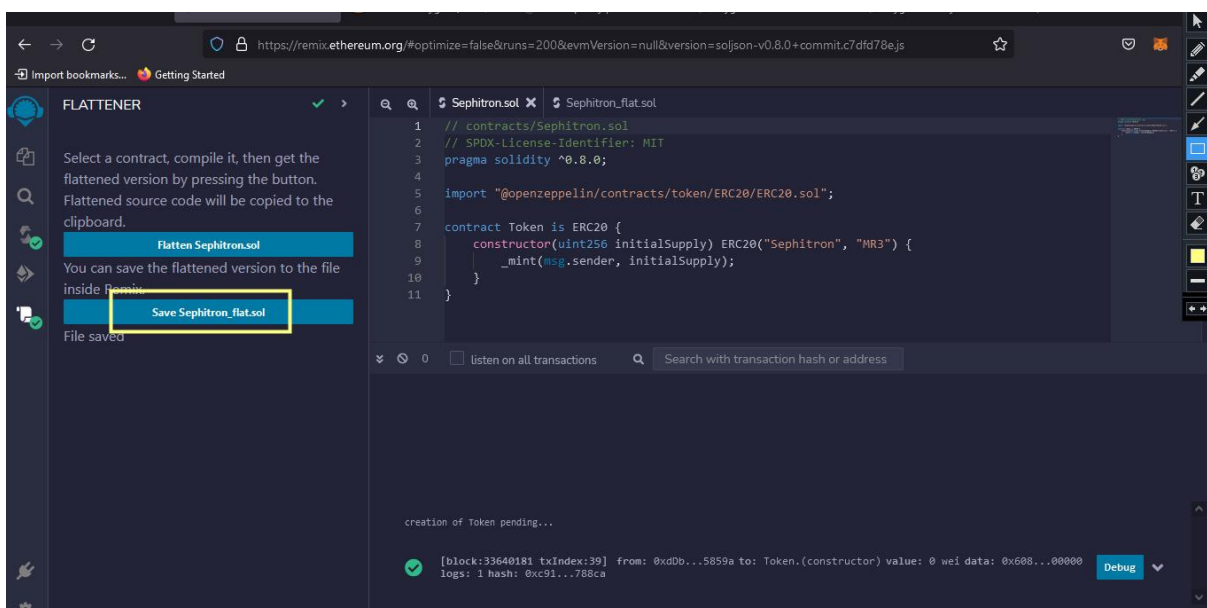 https://remix.ethereum.org/#optimize=false&runs=200&evmVersion=null&version=soljson-v0.8.0+commit.c7dfd78e.js
Import bookmarks... Getting Started
FLATTENER
Select a contract, compile it, then get the
flattened version by pressing the button.
Flattened source code will be copied to the
clipboard.
Flatten Sephitron.sol
You can save the flattened version to the file
inside Remix.
Save Sephitron_flat.sol
File saved
Sephitron.sol Sephitron_flat.sol
1 // contracts/Sephitron.sol
2 // SPDX-License-Identifier: MIT
3 pragma solidity ^0.8.0;
4
5 import "@openzeppelin/contracts/token/ERC20/ERC20.sol";
6
7 contract Token is ERC20 {
8 constructor(uint256 initialSupply) ERC20("Sephitron", "MR3") {
9 _mint(msg.sender, initialSupply);
10 }
11 }
0 listen on all transactions Search with transaction hash or address
creation of Token pending...
[block:33640181 txIndex:39] from: 0xdDb...5859a to: Token.(constructor) value: 0 wei data: 0x608...00000
logs: 1 hash: 0xc91...788ca
Debug
T